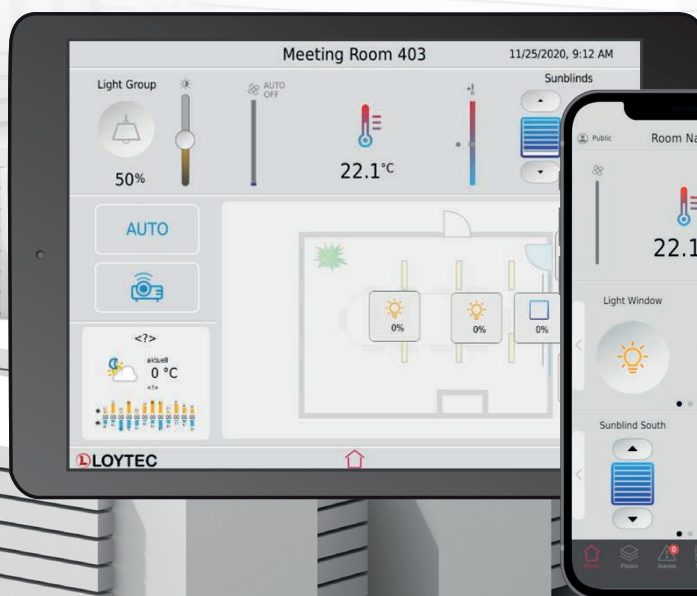 Meeting Room 403
11/25/2020, 9:12 AM
Light Group
AUTO
OFF
Sunblinds
50%
22.1°C
AUTO
0%
0%
0%
<?>
aktuell
0 °C
<?>
LOYTEC
Public
Room Na
22.1
Light Window
Sunblind South
0
Home
Floors
Alarms